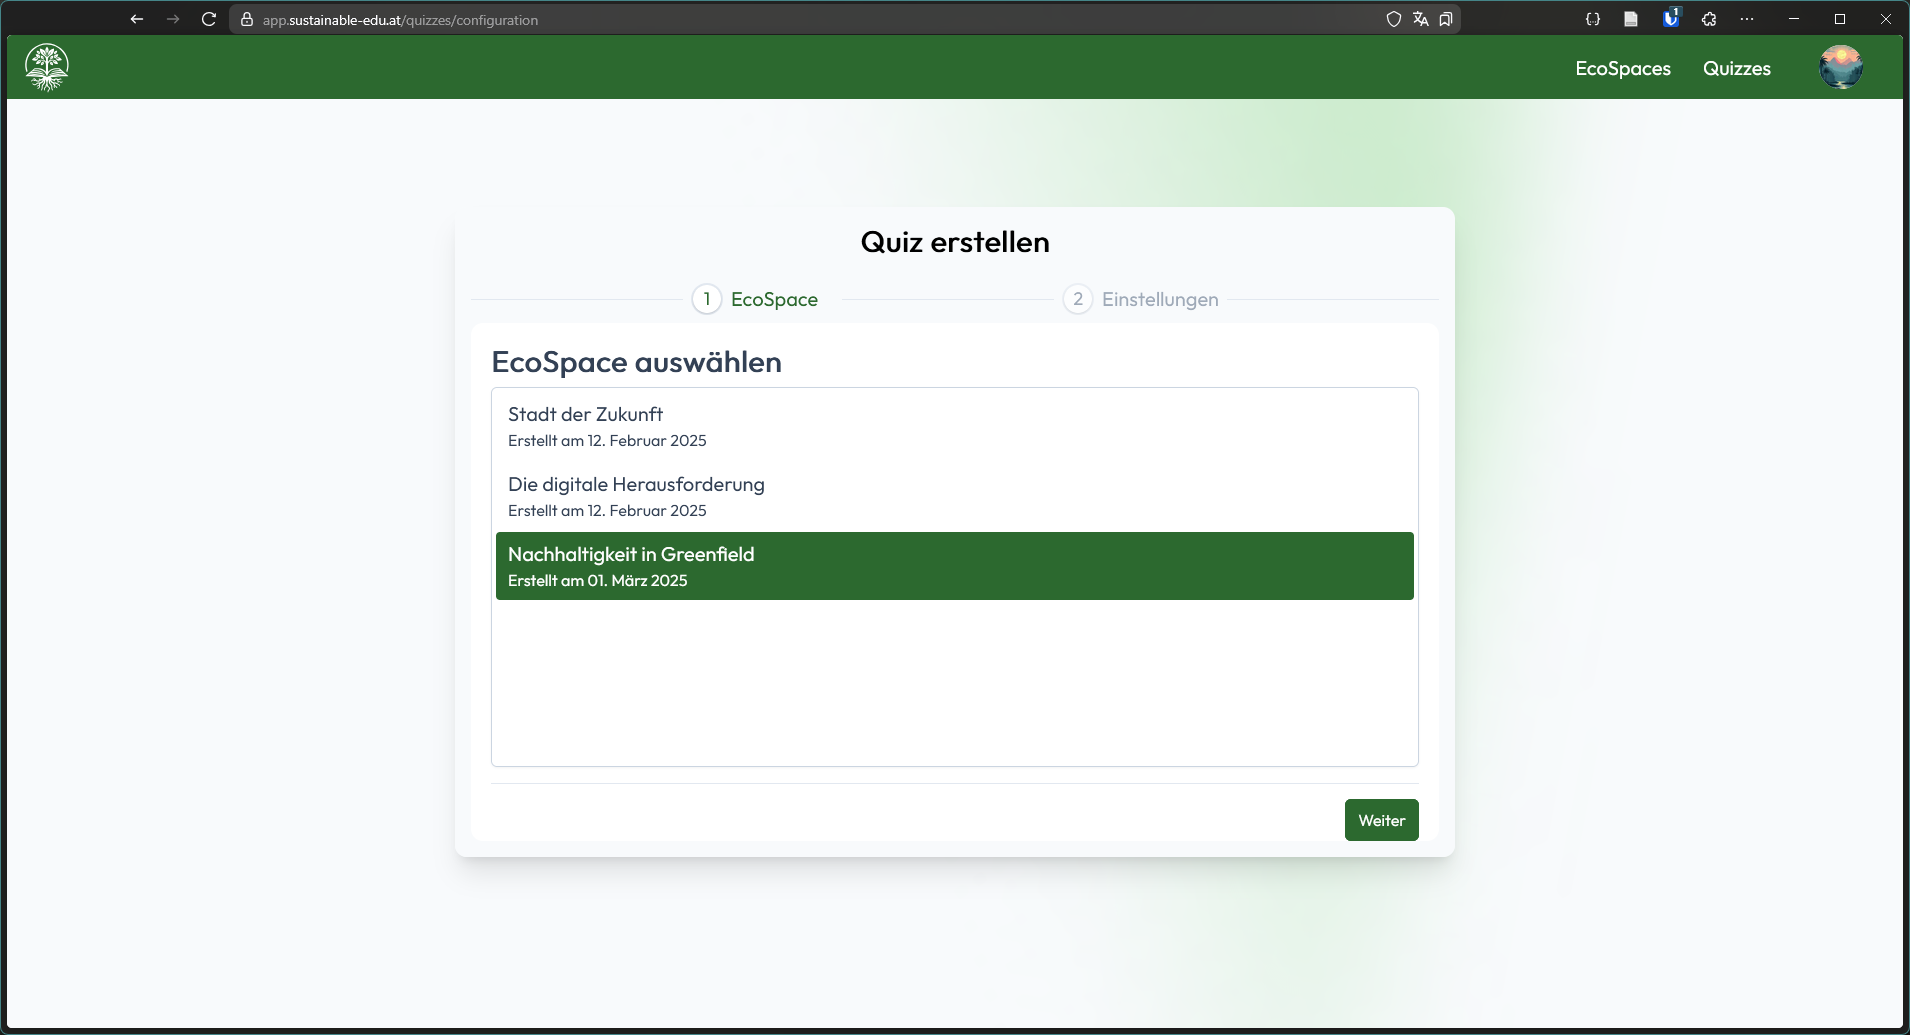 app.sustainable-edu.at/quizzes/configuration
1
EcoSpaces
Quizzes
Quiz erstellen
1 EcoSpace
2 Einstellungen
EcoSpace auswählen
Stadt der Zukunft
Erstellt am 12. Februar 2025
Die digitale Herausforderung
Erstellt am 12. Februar 2025
Nachhaltigkeit in Greenfield
Erstellt am 01. März 2025
Weiter